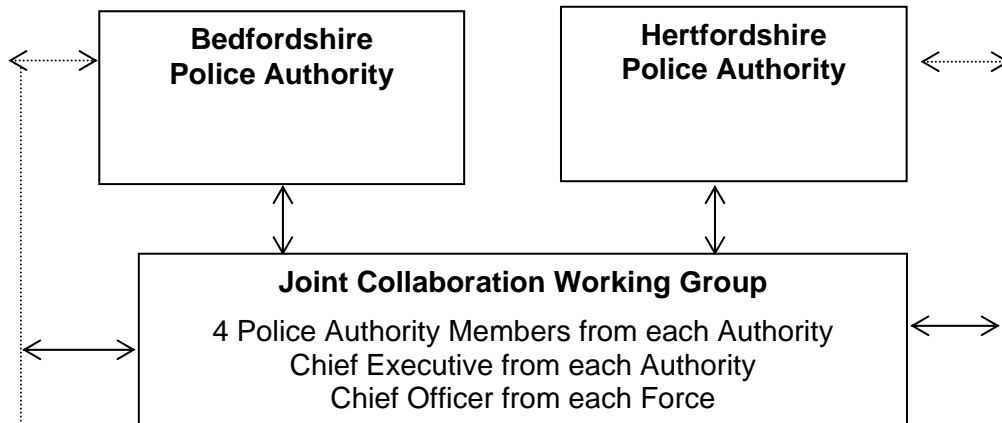 Bedfordshire
Police Authority
Hertfordshire
Police Authority
Joint Collaboration Working Group
4 Police Authority Members from each Authority
Chief Executive from each Authority
Chief Officer from each Force